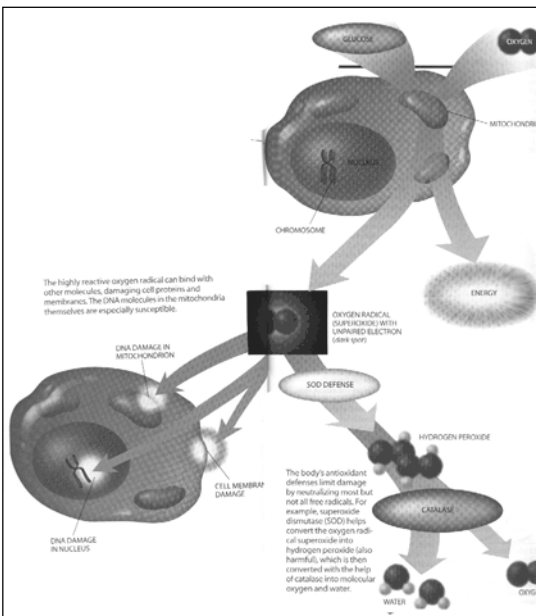 GLUCOSE
OXYGEN
MITOCHONDRI
NUCLEUS
CHROMOSOME
The highly reactive oxygen radical can bind with
other molecules, damaging cell proteins and
membranes. The DNA molecules in the mitochondria
themselves are especially susceptible.
ENERGY
OXYGEN RADICAL
(SUPEROXIDE) WITH
UNPAIRED ELECTRON
(dark spot)
DNA DAMAGE IN
MITOCHONDRION
SOD DEFENSE
HYDROGEN PEROXIDE
CELL MEMBRAN
DAMAGE
The body's antioxidant
defenses limit damage
by neutralizing most but
not all free radicals. For
example, superoxide
dismutase (SOD) helps
convert the oxygen radi-
cal superoxide into
hydrogen peroxide (also
harmful), which is then
converted with the help
of catalase into molecular
oxygen and water.
CATALASE
DNA DAMAGE
IN NUCLEUS
WATER
OXYG